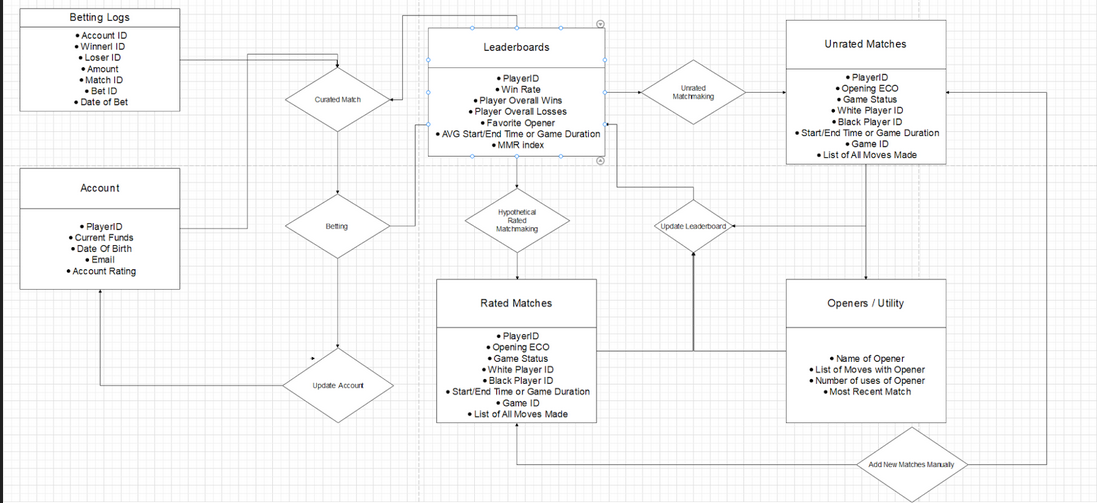 Betting Logs
• Account ID
• Winnerl ID
• Loser ID
• Amount
• Match ID
• Bet ID
• Date of Bet
Curated Match
Leaderboards
• PlayerID
• Win Rate
• Player Overall Wins
• Player Overall Losses
• Favorite Opener
• AVG Start/End Time or Game Duration
• MMR index
Unrated
Matchmaking
Unrated Matches
• PlayerID
• Opening ECO
• Game Status
• White Player ID
• Black Player ID
• Start/End Time or Game Duration
• Game ID
• List of All Moves Made
Account
• PlayerID
• Current Funds
• Date Of Birth
• Email
• Account Rating
Betting
Hypothetical
Rated
Matchmaking
Update Leaderboard
Rated Matches
• PlayerID
• Opening ECO
• Game Status
• White Player ID
• Black Player ID
• Start/End Time or Game Duration
• Game ID
• List of All Moves Made
Openers / Utility
• Name of Opener
• List of Moves with Opener
• Number of uses of Opener
• Most Recent Match
Update Account
Add New Matches Manually